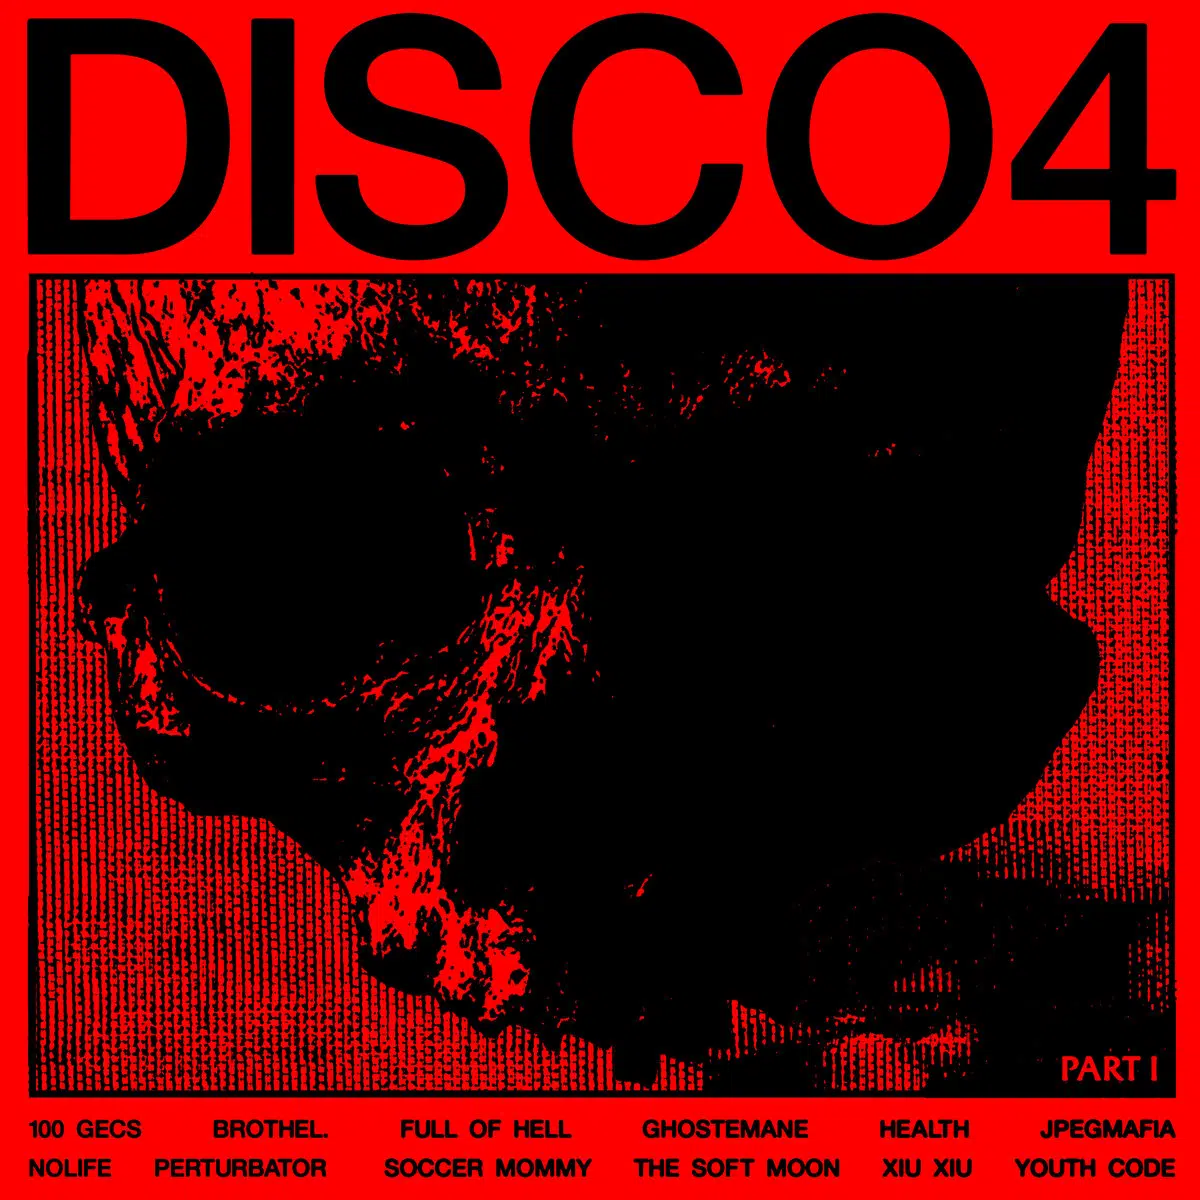 DISCO4
PART I
100 GECS BROTHEL. FULL OF HELL GHOSTEMANE HEALTH JPEGMAFIA
NOLIFE PERTURBATOR SOCCER MOMMY THE SOFT MOON XIU XIU YOUTH CODE